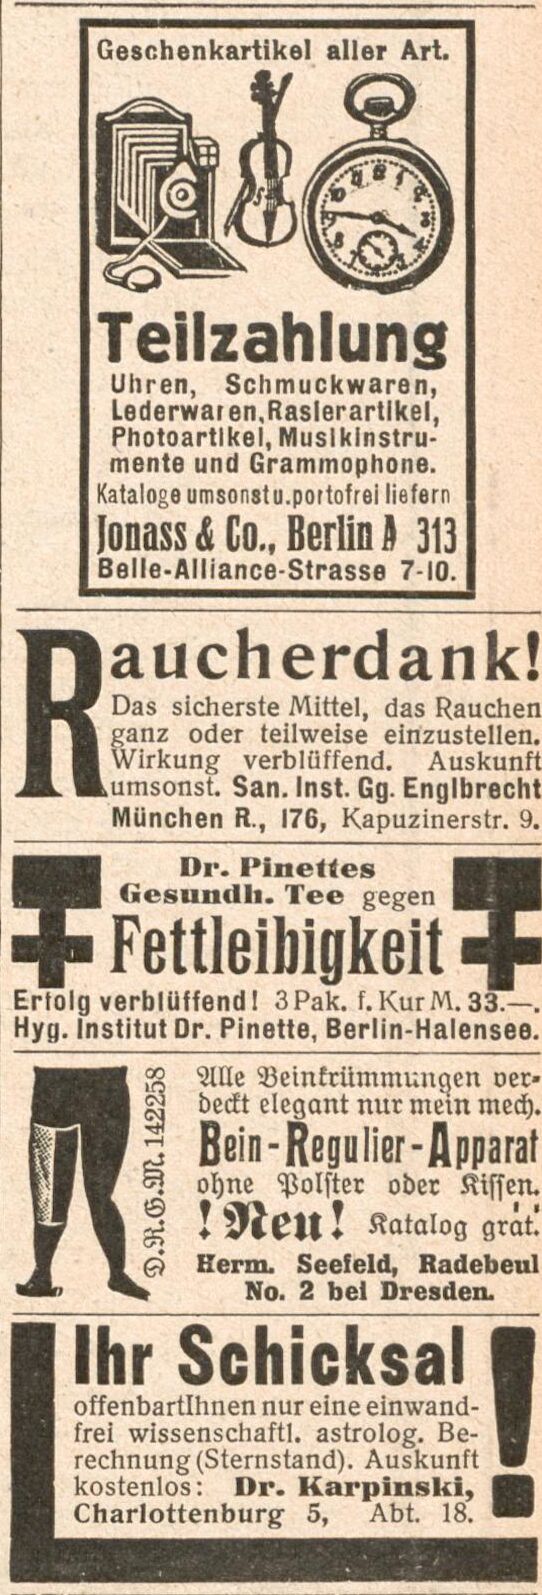 Geschenkartikel aller Art.
Teilzahlung
Uhren, Schmuckwaren,
Lederwaren, Rasierartikel,
Photoartikel, Musikinstru-
mente und Grammophone.
Kataloge umsonst u. portofrei liefern
Jonass & Co., Berlin A 313
Belle-Alliance-Strasse 7-10.
Raucherdank!
Das sicherste Mittel, das Rauchen
ganz oder teilweise einzustellen.
Wirkung verblüffend. Auskunft
umsonst. San. Inst. Gg. Englbrecht
München R., 176, Kapuzinerstr. 9.
Dr. Pinettes
Gesundh. Tee gegen
Fettleibigkeit
Erfolg verblüffend! 3 Pak. f. Kur M. 33.—.
Hyg. Institut Dr. Pinette, Berlin-Halensee.
D.R.G.M. 142258
Alle Beinkrümmungen ver-
deckt elegant nur mein mech.
Bein-Regulier-Apparat
ohne Polster oder Kissen.
! Neu! Katalog grat.
Herm. Seefeld, Radebeul
No. 2 bei Dresden.
Ihr Schicksal!
offenbart Ihnen nur eine einwand-
frei wissenschaftl. astrolog. Be-
rechnung (Sternstand). Auskunft
kostenlos: Dr. Karpinski,
Charlottenburg 5, Abt. 18.